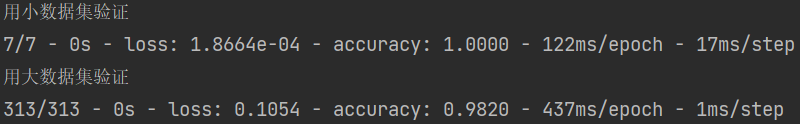 用小数据集验证
7/7 - 0s - loss: 1.8664e-04 - accuracy: 1.0000 - 122ms/epoch - 17ms/step
用大数据集验证
313/313 - 0s - loss: 0.1054 - accuracy: 0.9820 - 437ms/epoch - 1ms/step